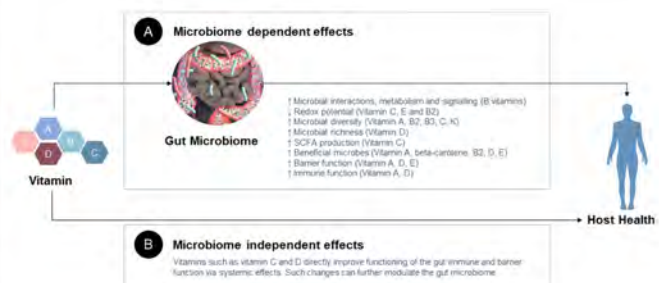 A Microbiome dependent effects
↑ Microbial interactions, metabolism and signalling (B vitamins)
↓ Redox potential (Vitamin C, E and B2)
↑ Microbial diversity (Vitamin A, B2, B3, C, K)
↑ Microbial richness (Vitamin D)
↑ SCFA production (Vitamin C)
↑ Beneficial microbes (Vitamin A, beta-carotene, B2, D, E)
↑ Barrier function (Vitamin A, D, E)
↑ Immune function (Vitamin A, D)
Gut Microbiome
A
B
D
C
Vitamin
Host Health
B Microbiome independent effects
Vitamins such as vitamin C and D directly improve functioning of the gut immune and barrier
function via systemic effects. Such changes can further modulate the gut microbiome.